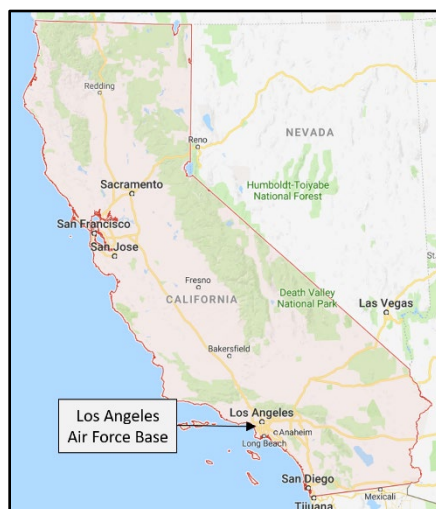 Redding
Reno
NEVADA
Sacramento
Humboldt-Toiyabe
National Forest
San Francisco
San Jose
Fresno
Death Valley
National Park
CALIFORNIA
Las Vegas
St.
Bakersfield
Los Angeles
Air Force Base
Los Angeles
Anaheim
Long Beach
San Diego
Mexicali
Tijuana